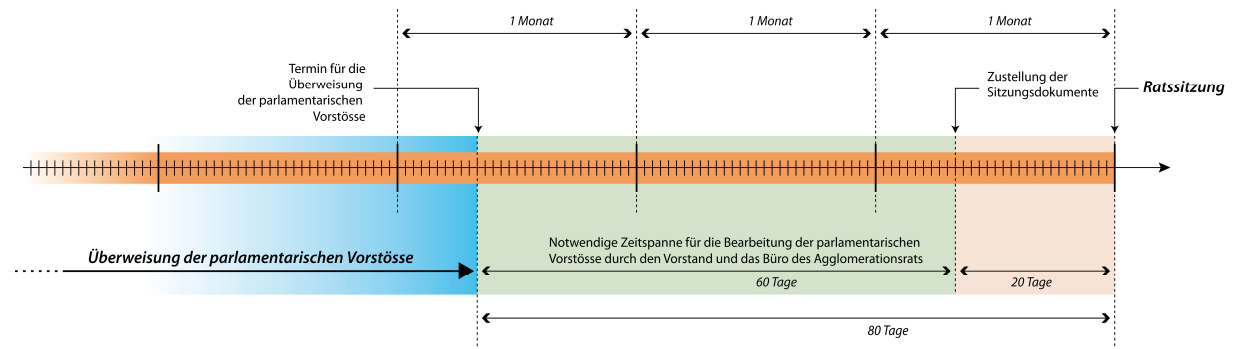 1 Monat
1 Monat
1 Monat
Termin für die
Überweisung
der parlamentarischen
Vorstösse
Zustellung der
Sitzungsdokumente
Ratssitzung
Überweisung der parlamentarischen Vorstösse
Notwendige Zeitspanne für die Bearbeitung der parlamentarischen
Vorstösse durch den Vorstand und das Büro des Agglomerationsrats
60 Tage
20 Tage
80 Tage